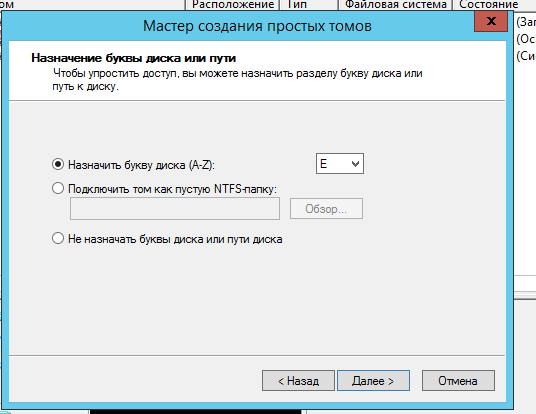 ом Расположение Тип Файловая система Состояние
Мастер создания простых томов
x
(За
(Ос
(Си
Назначение буквы диска или пути
Чтобы упростить доступ, вы можете назначить разделу букву диска или
путь к диску.
Назначить букву диска (A-Z):
E
Подключить том как пустую NTFS-папку:
Обзор...
Не назначать буквы диска или пути диска
< Назад
Далее >
Отмена